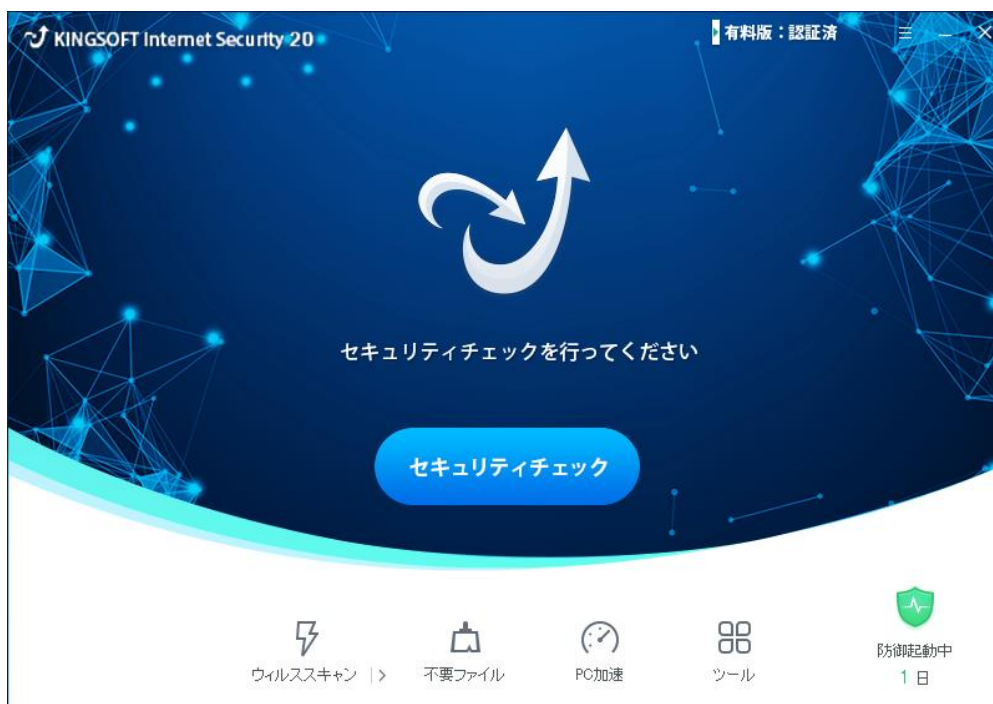 KINGSOFT Internet Security 20
有料版：認証済
セキュリティチェックを行ってください
セキュリティチェック
ウィルススキャン
不要ファイル
PC加速
ツール
防御起動中
1 日